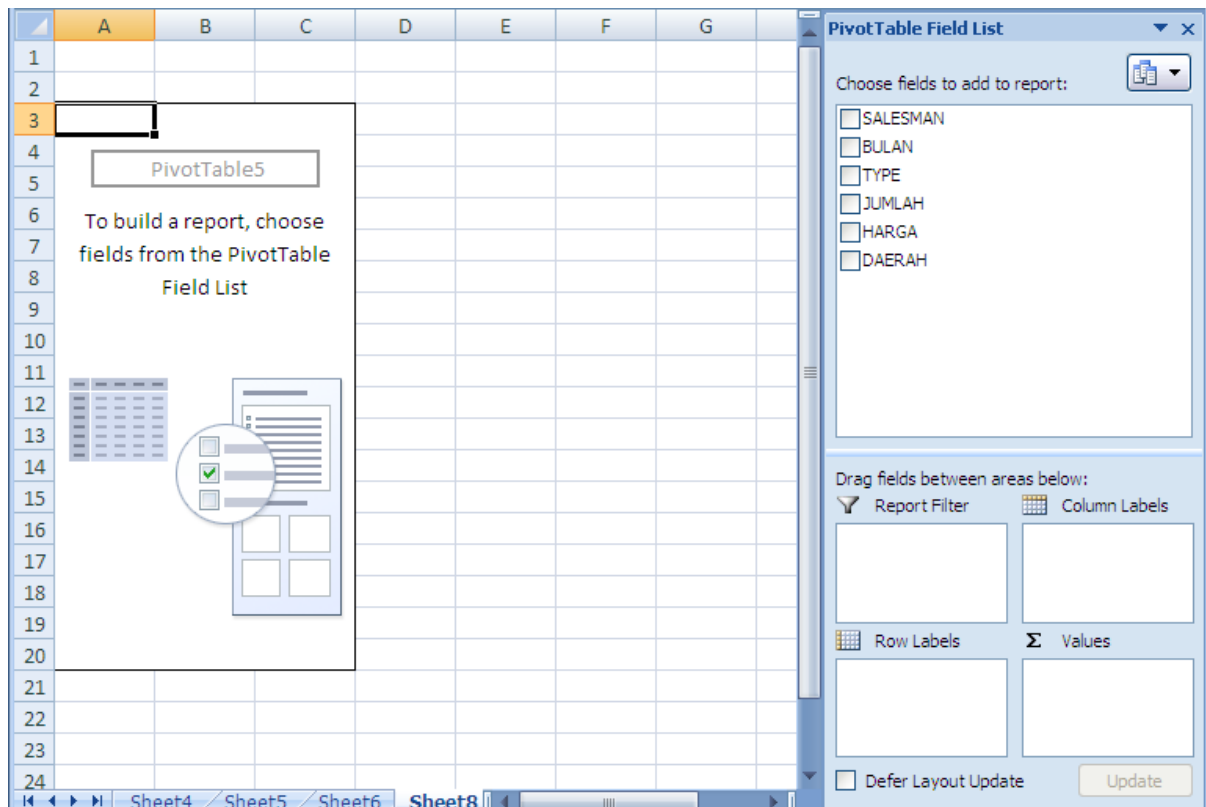 A B C D E F G
1
2
3
4
5
6
7
8
9
10
11
12
13
14
15
16
17
18
19
20
21
22
23
24
PivotTable5
To build a report, choose
fields from the PivotTable
Field List
Sheet4 Sheet5 Sheet6 Sheet8
PivotTable Field List
Choose fields to add to report:
SALESMAN
BULAN
TYPE
JUMLAH
HARGA
DAERAH
Drag fields between areas below:
Report Filter Column Labels
Row Labels Σ Values
Defer Layout Update Update